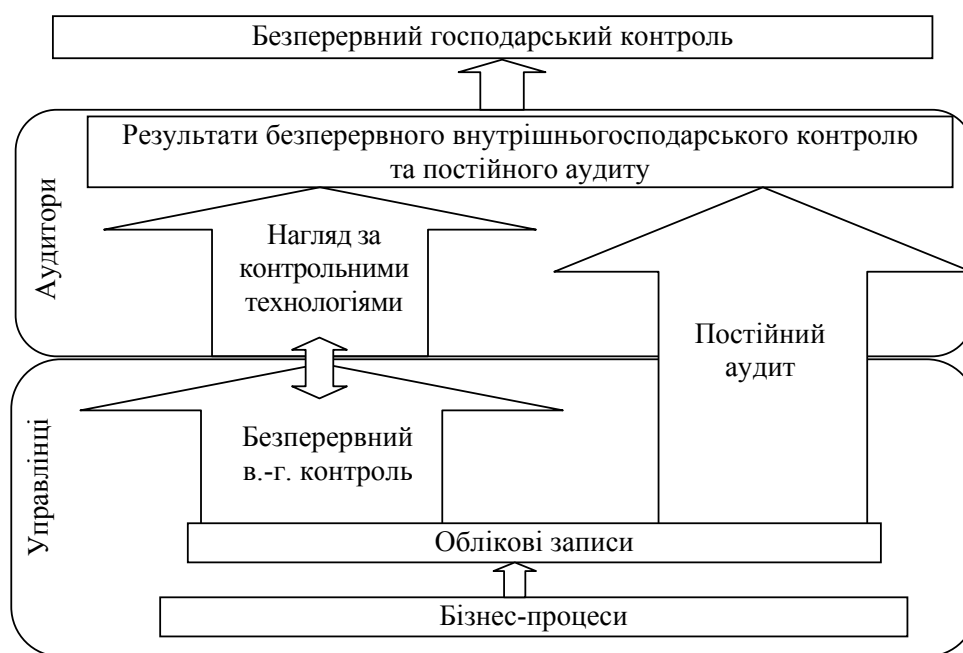 Безперервний господарський контроль
Результати безперервного внутрішньогосподарського контролю
та постійного аудиту
Аудитори
Нагляд за
контрольними
технологіями
Постійний
аудит
Управлінці
Безперервний
в.-г. контроль
Облікові записи
Бізнес-процеси